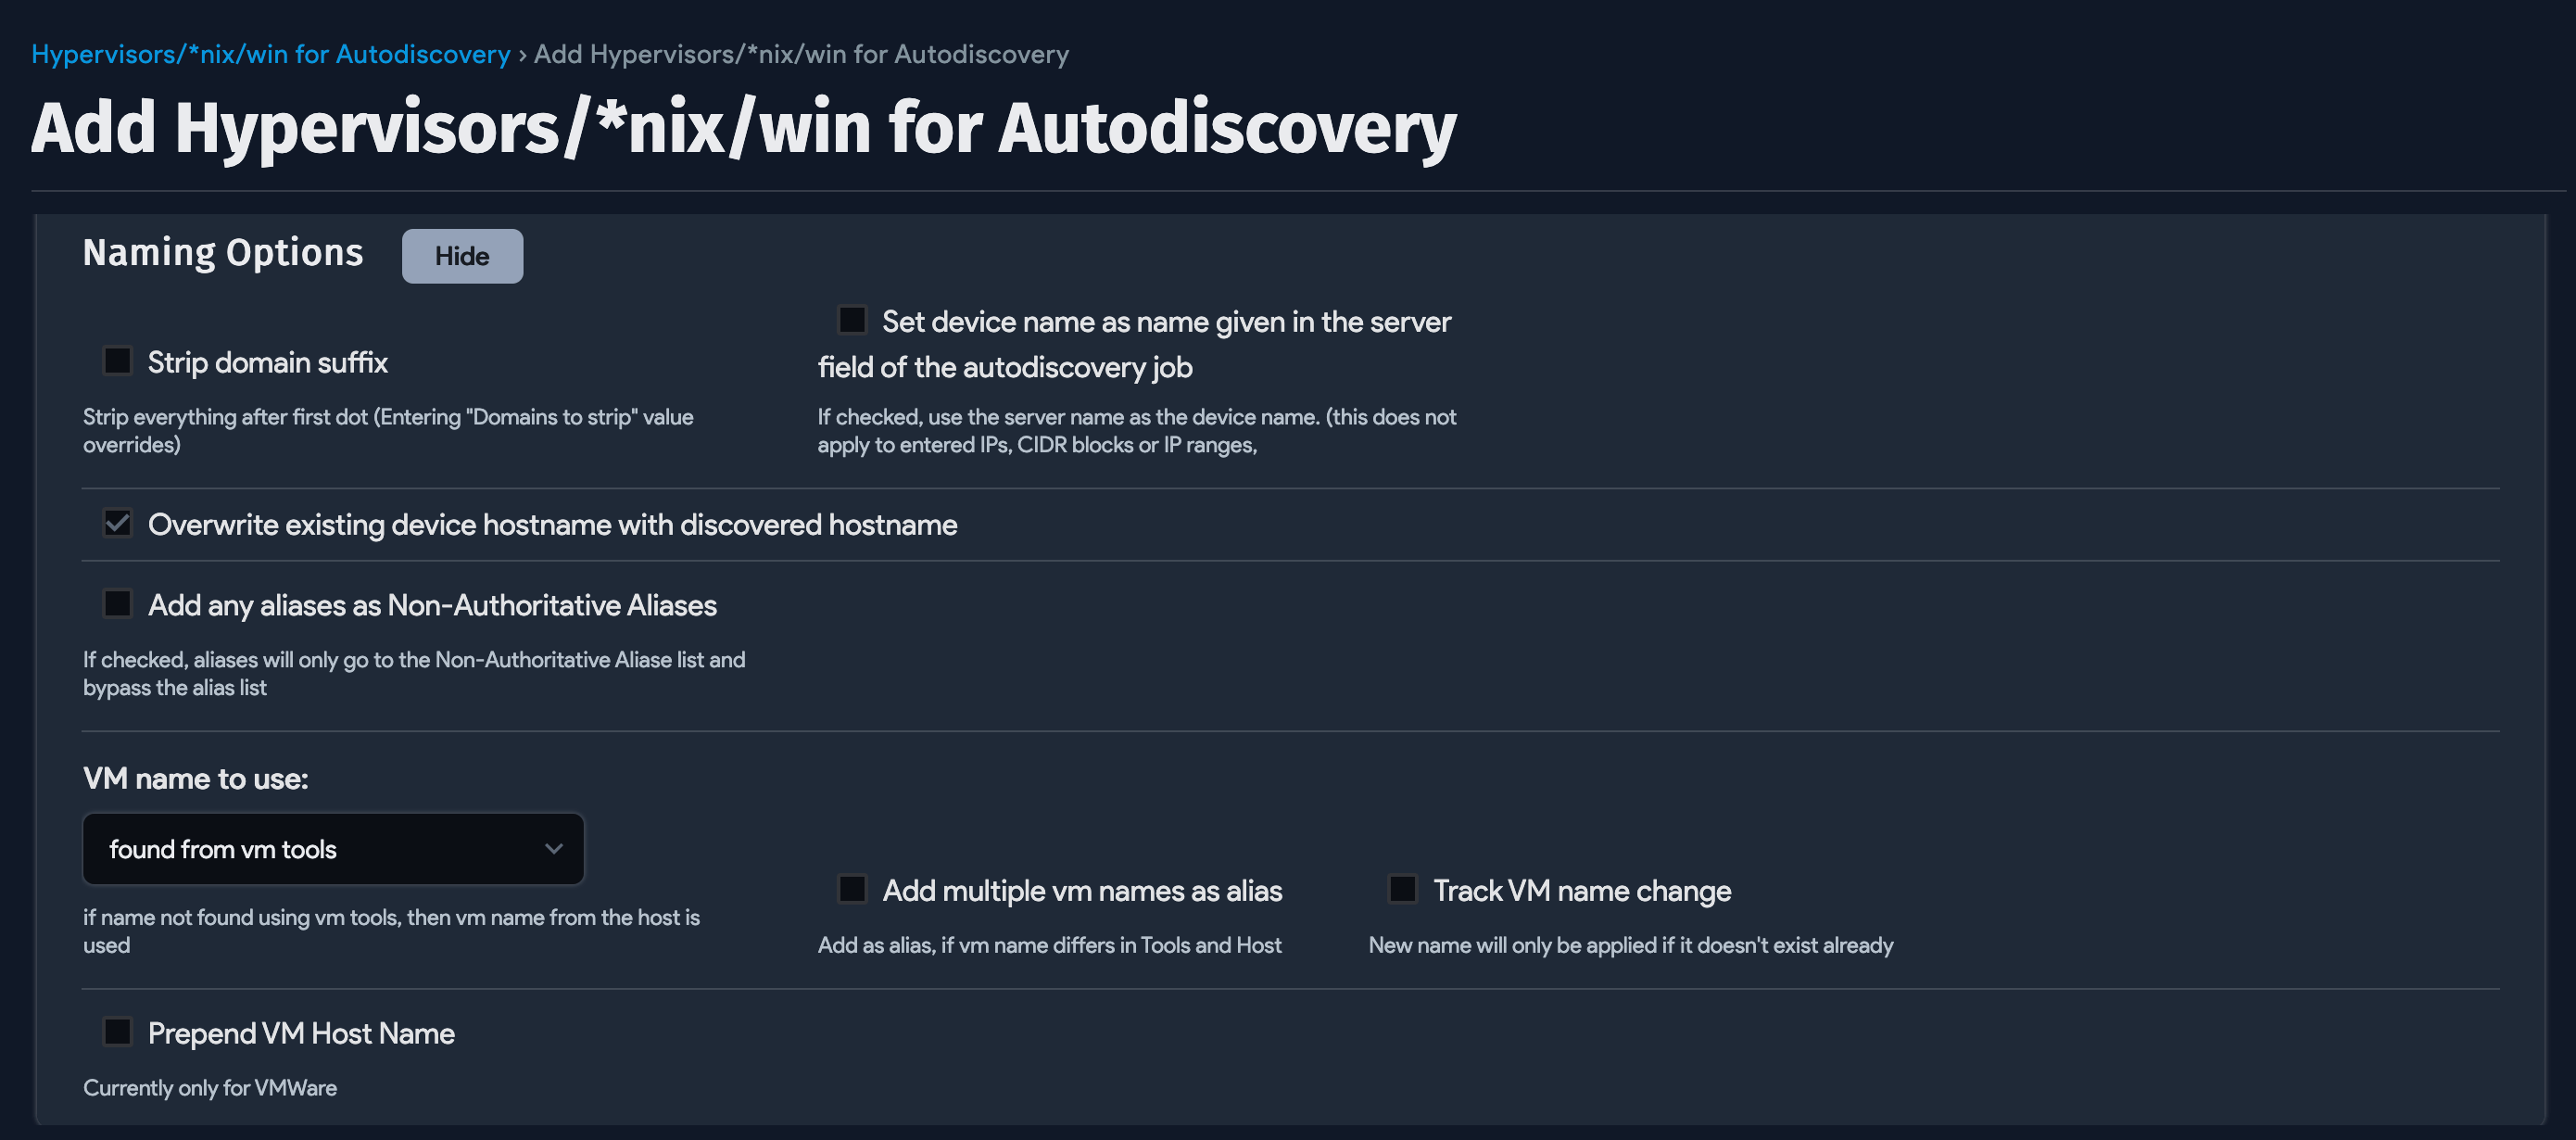 Hypervisors/*nix/win for Autodiscovery › Add Hypervisors/*nix/win for Autodiscovery
Add Hypervisors/*nix/win for Autodiscovery
Naming Options
Hide
Strip domain suffix
Strip everything after first dot (Entering "Domains to strip" value
overrides)
Set device name as name given in the server
field of the autodiscovery job
If checked, use the server name as the device name. (this does not
apply to entered IPs, CIDR blocks or IP ranges,
Overwrite existing device hostname with discovered hostname
Add any aliases as Non-Authoritative Aliases
If checked, aliases will only go to the Non-Authoritative Aliase list and
bypass the alias list
VM name to use:
found from vm tools
if name not found using vm tools, then vm name from the host is
used
Add multiple vm names as alias
Add as alias, if vm name differs in Tools and Host
Track VM name change
New name will only be applied if it doesn't exist already
Prepend VM Host Name
Currently only for VMWare